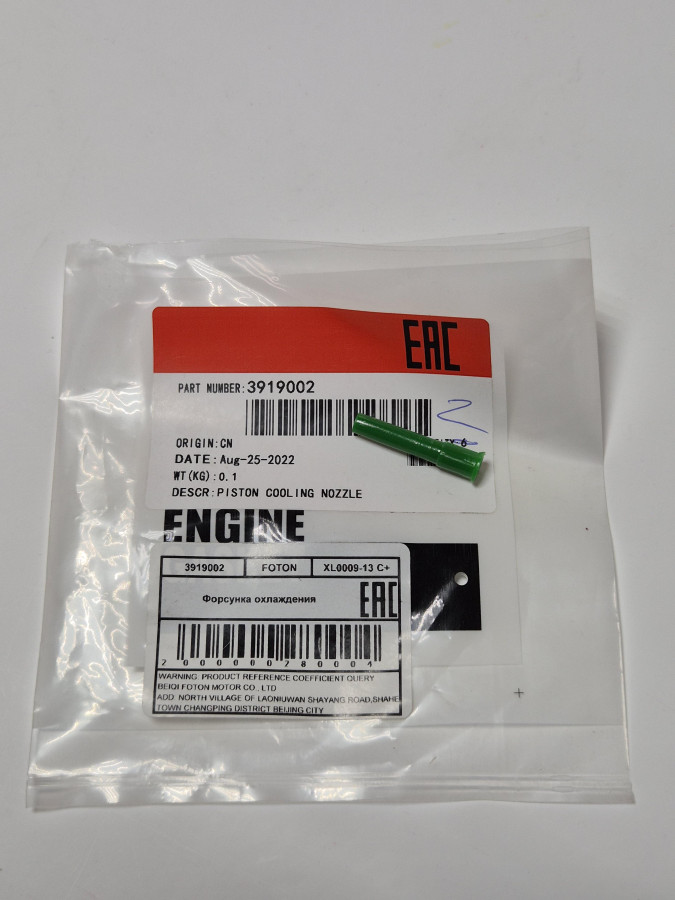 EAC
PART NUMBER:3919002
2
ORIGIN:CN
6
DATE:Aug-25-2022
WT(KG):0.1
DESCR:PISTON COOLING NOZZLE
ENGINE
3919002 FOTON XL0009-13 C+
Форсунка охлаждения
EAC
2000000780004
WARNING: PRODUCT REFERENCE COEFFICIENT QUERY
BEIQI FOTON MOTOR CO., LTD
ADD. NORTH VILLAGE OF LAONIUWAN SHAYANG ROAD,SHAHE
TOWN CHANGPING DISTRICT BEIJING CITY